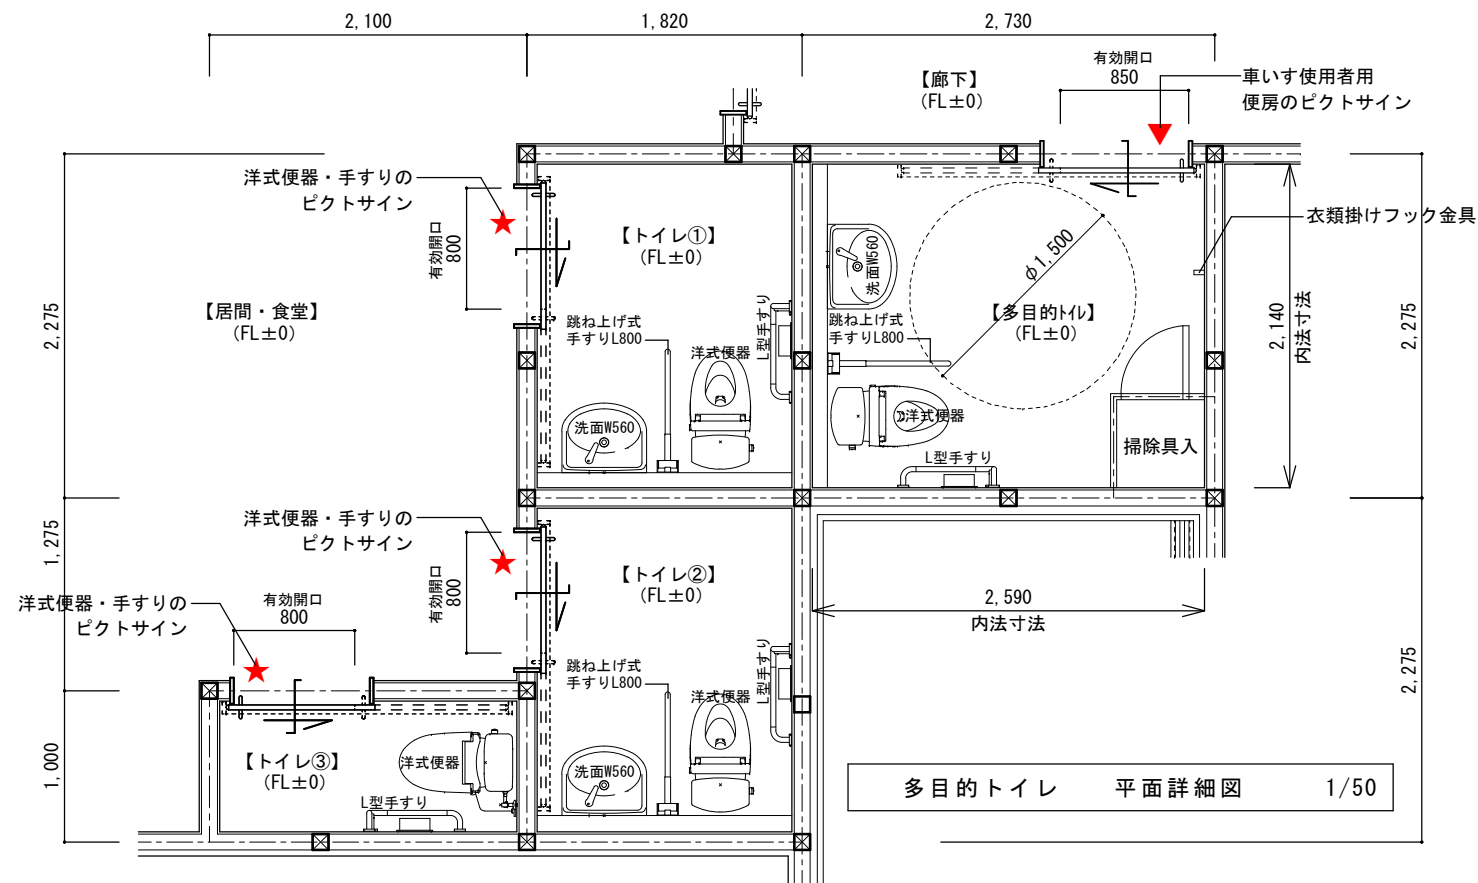 2,100
1,820
2,730
【廊下】
(FL±0)
有効開口
850
車いす使用者用
便房のピクトサイン
洋式便器・手すりの
ピクトサイン
有効開口
800
【トイレ①】
(FL±0)
洗面W560
φ1,500
衣類掛けフック金具
【居間・食堂】
(FL±0)
2,275
跳ね上げ式
手すりL800
洋式便器
L型手すり
洗面W560
跳ね上げ式
手すりL800
【多目的トイレ】
(FL±0)
2,140
内法寸法
2,275
洋式便器
L型手すり
掃除具入
洋式便器・手すりの
ピクトサイン
1,275
有効開口
800
【トイレ②】
(FL±0)
2,590
内法寸法
洋式便器・手すりの
ピクトサイン
有効開口
800
跳ね上げ式
手すりL800
洋式便器
L型手すり
洗面W560
2,275
1,000
【トイレ③】
(FL±0)
洋式便器
L型手すり
多目的トイレ 平面詳細図 1/50